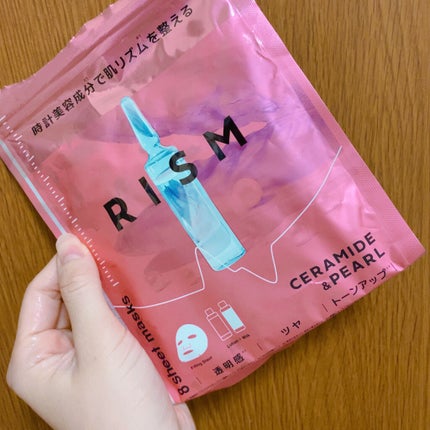 時計美容成分で肌リズムを整える
RISM
CERAMIDE
&PEARL
8 sheet masks
透明感 ツヤ トーンアップ